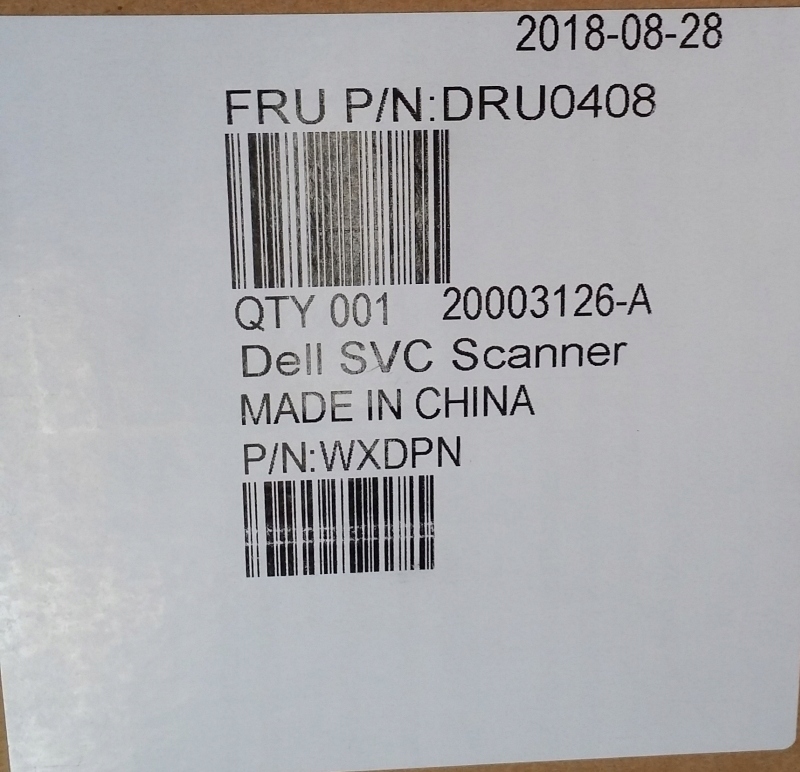 2018-08-28
FRU P/N:DRU0408
QTY 001 20003126-A
Dell SVC Scanner
MADE IN CHINA
P/N:WXDPN